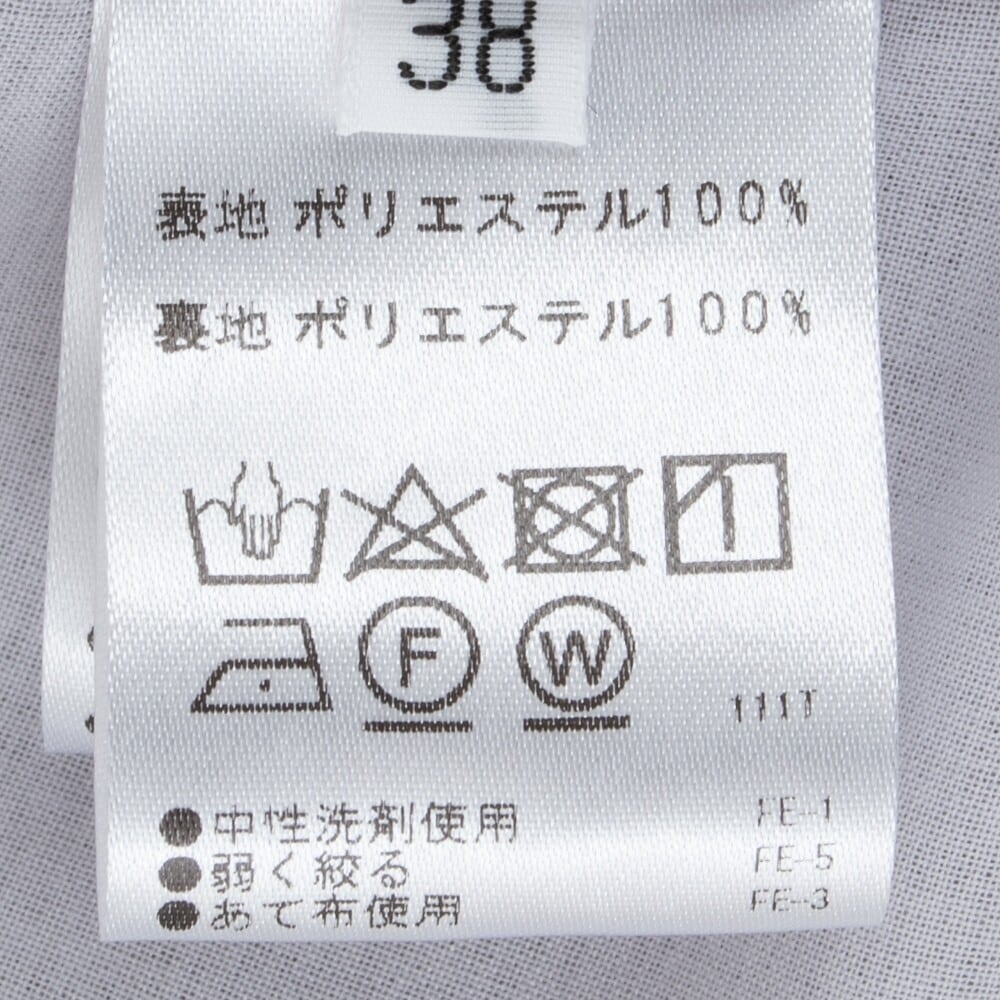 38
表地 ポリエステル100%
裏地 ポリエステル100%
F W 111T
●中性洗剤使用 FE-1
●弱く絞る FE-5
●あて布使用 FE-3